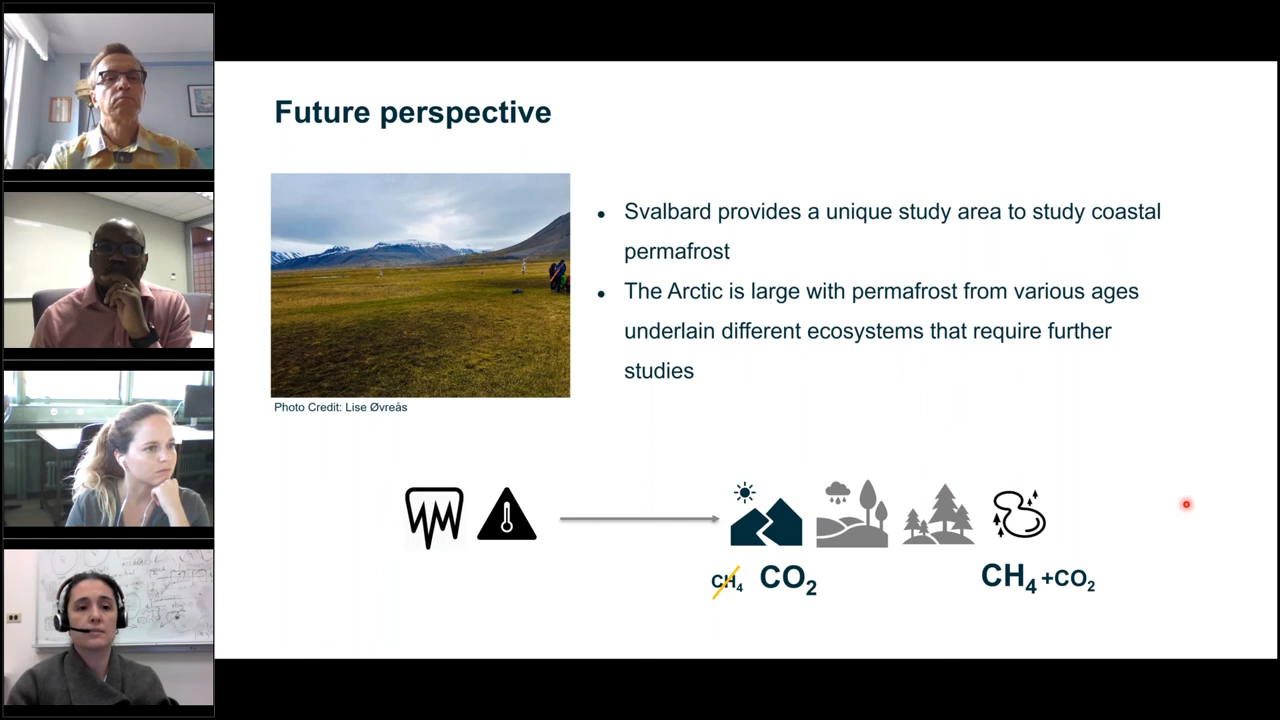 Future perspective
Svalbard provides a unique study area to study coastal
permafrost
The Arctic is large with permafrost from various ages
underlain different ecosystems that require further
studies
Photo Credit: Lise Øvreås
CH4 CO2
CH4 +CO2